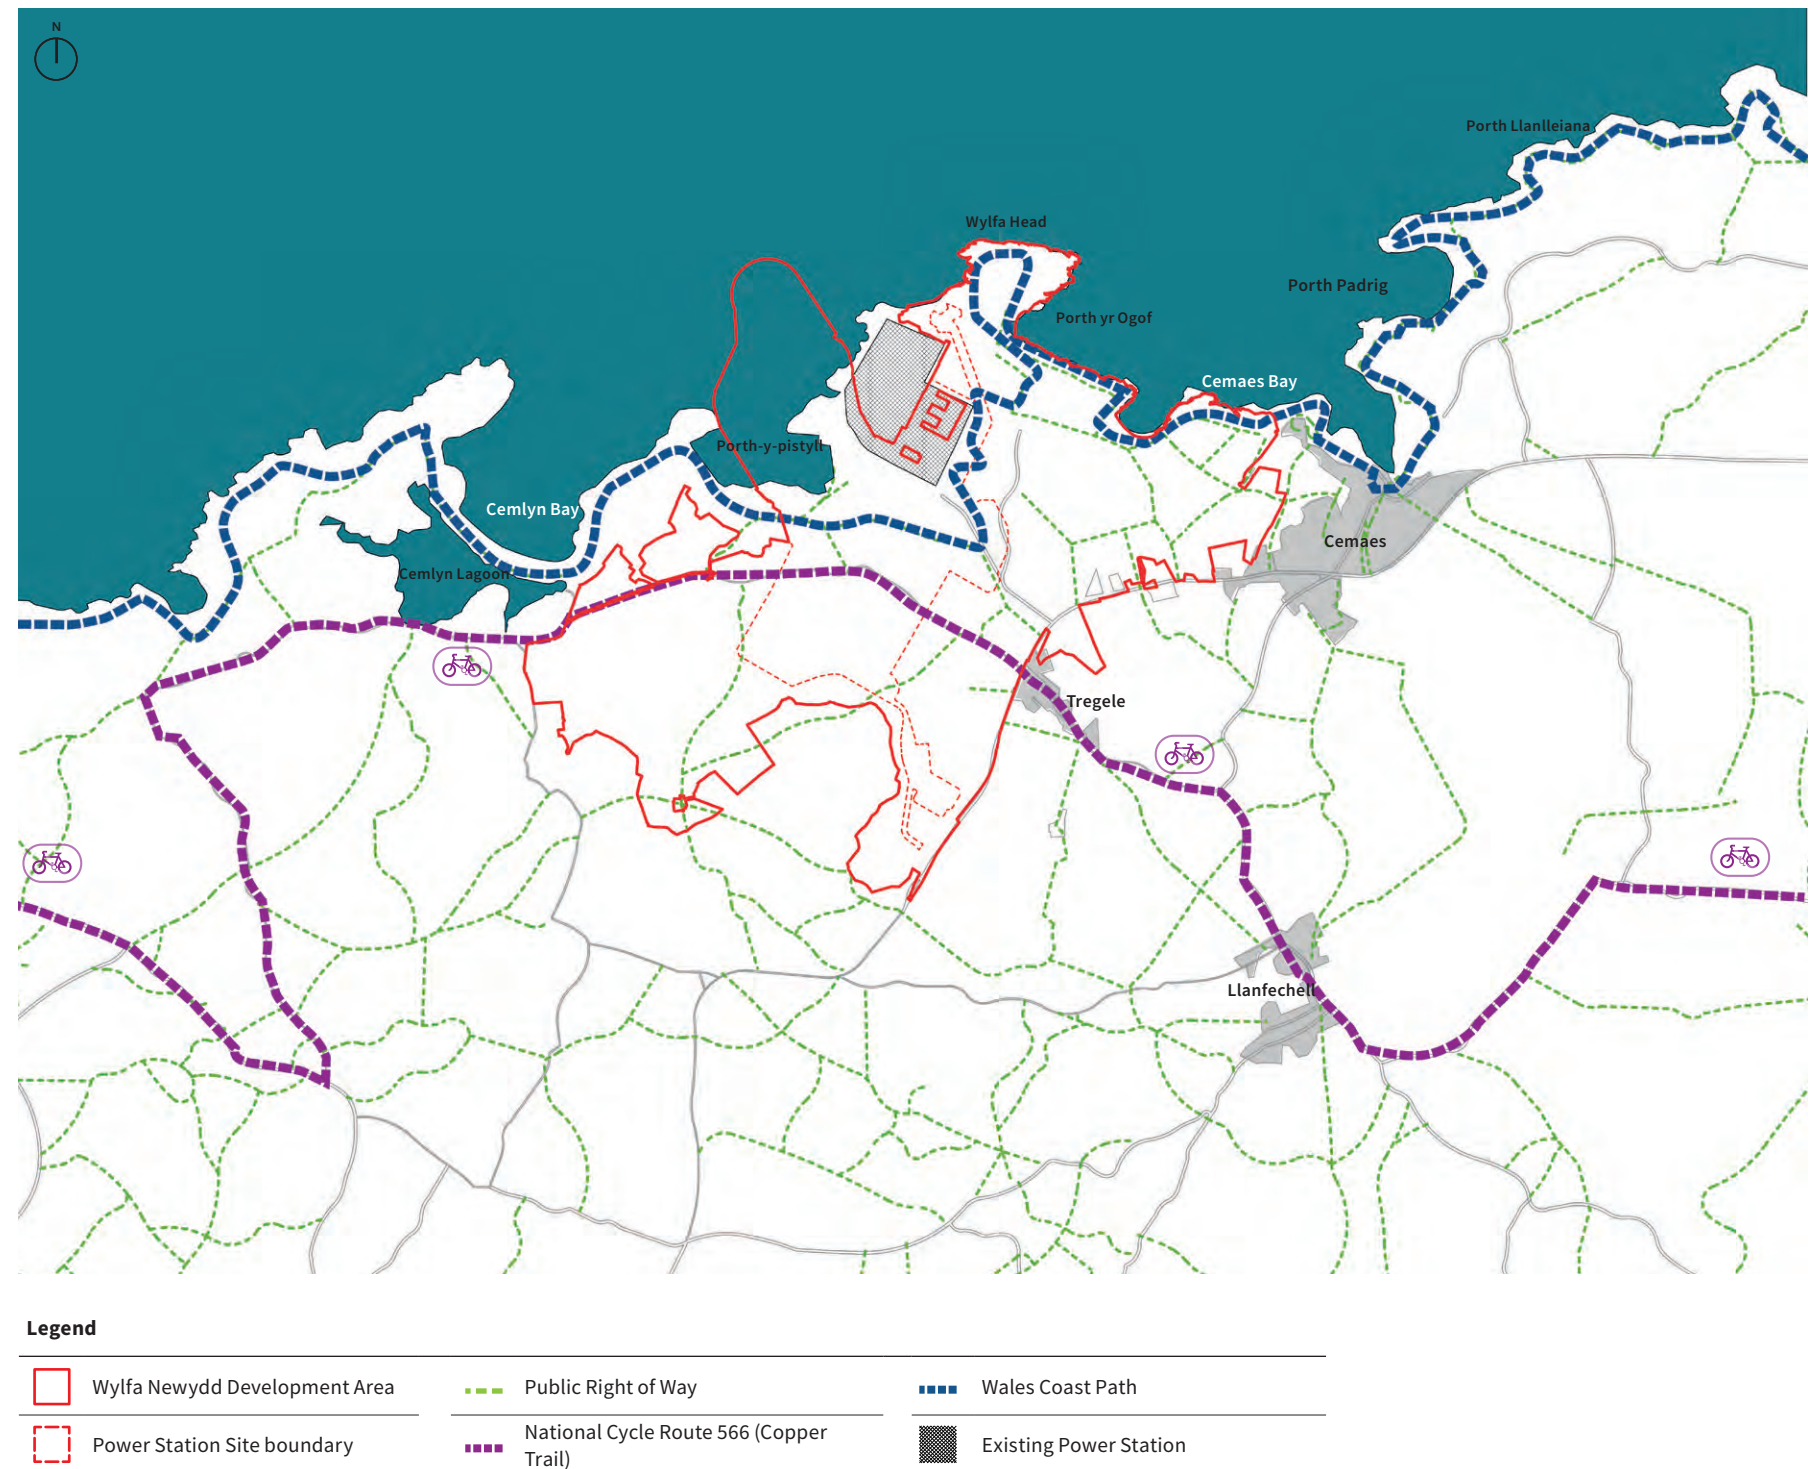 N
Porth Llanlleiana
Wylfa Head
Porth Padrig
Porth yr Ogof
Cemaes Bay
Porth-y-pistyll
Cemlyn Bay
Cemaes
Cemlyn Lagoon
Tregele
Llanfechell
Legend
Wylfa Newydd Development Area
Public Right of Way
Wales Coast Path
Power Station Site boundary
National Cycle Route 566 (Copper
Trail)
Existing Power Station